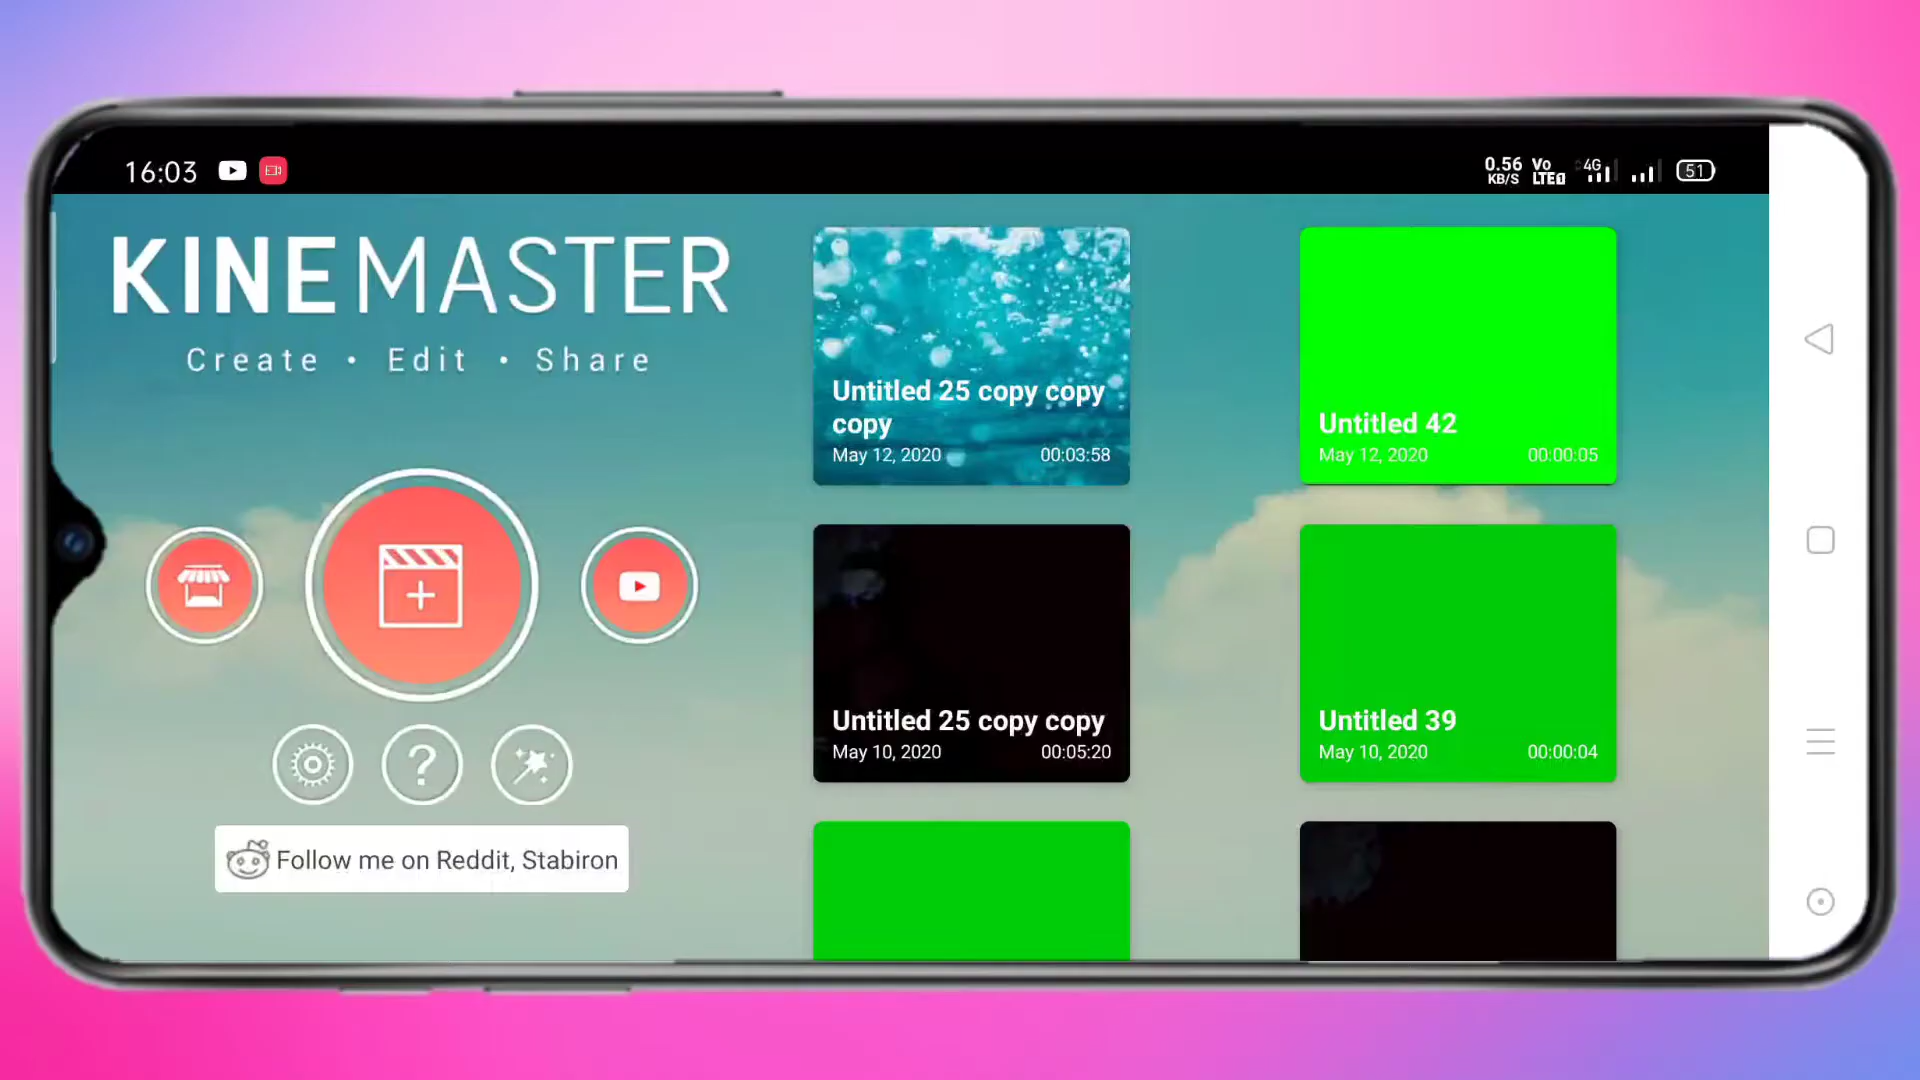 16:03
0.56
KB/S
Vo
LTE1
4G
51
KINEMASTER
Create • Edit • Share
Follow me on Reddit, Stabiron
Untitled 25 copy copy
copy
May 12, 2020 00:03:58
Untitled 42
May 12, 2020 00:00:05
Untitled 25 copy copy
May 10, 2020 00:05:20
Untitled 39
May 10, 2020 00:00:04